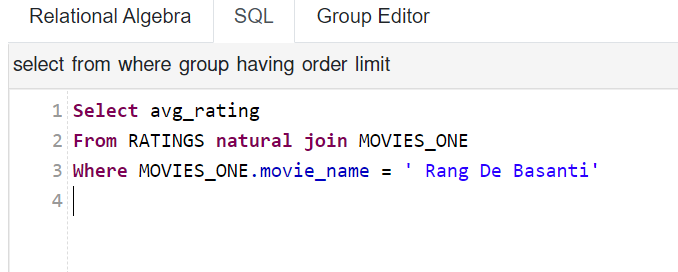 Relational Algebra SQL Group Editor
select from where group having order limit
1 Select avg_rating
2 From RATINGS natural join MOVIES_ONE
3 Where MOVIES_ONE.movie_name = ' Rang De Basanti'
4